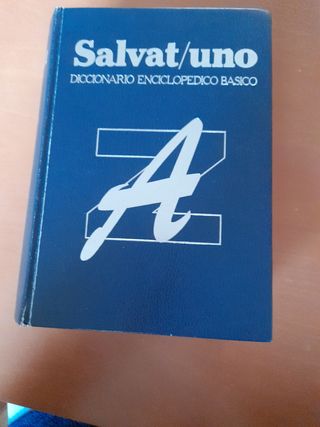 Salvat/uno
DICCIONARIO ENCICLOPEDICO BASICO
A
Z